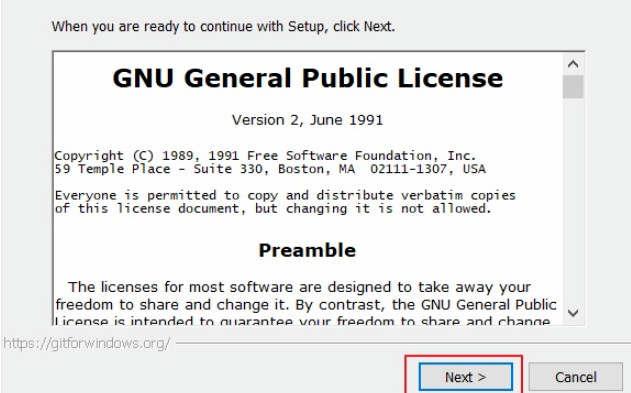 When you are ready to continue with Setup, click Next.
GNU General Public License
Version 2, June 1991
Copyright (C) 1989, 1991 Free Software Foundation, Inc.
59 Temple Place - Suite 330, Boston, MA  02111-1307, USA
Everyone is permitted to copy and distribute verbatim copies
of this license document, but changing it is not allowed.
Preamble
The licenses for most software are designed to take away your
freedom to share and change it. By contrast, the GNU General Public
License is intended to guarantee your freedom to share and change
https://gitforwindows.org/
Next >
Cancel